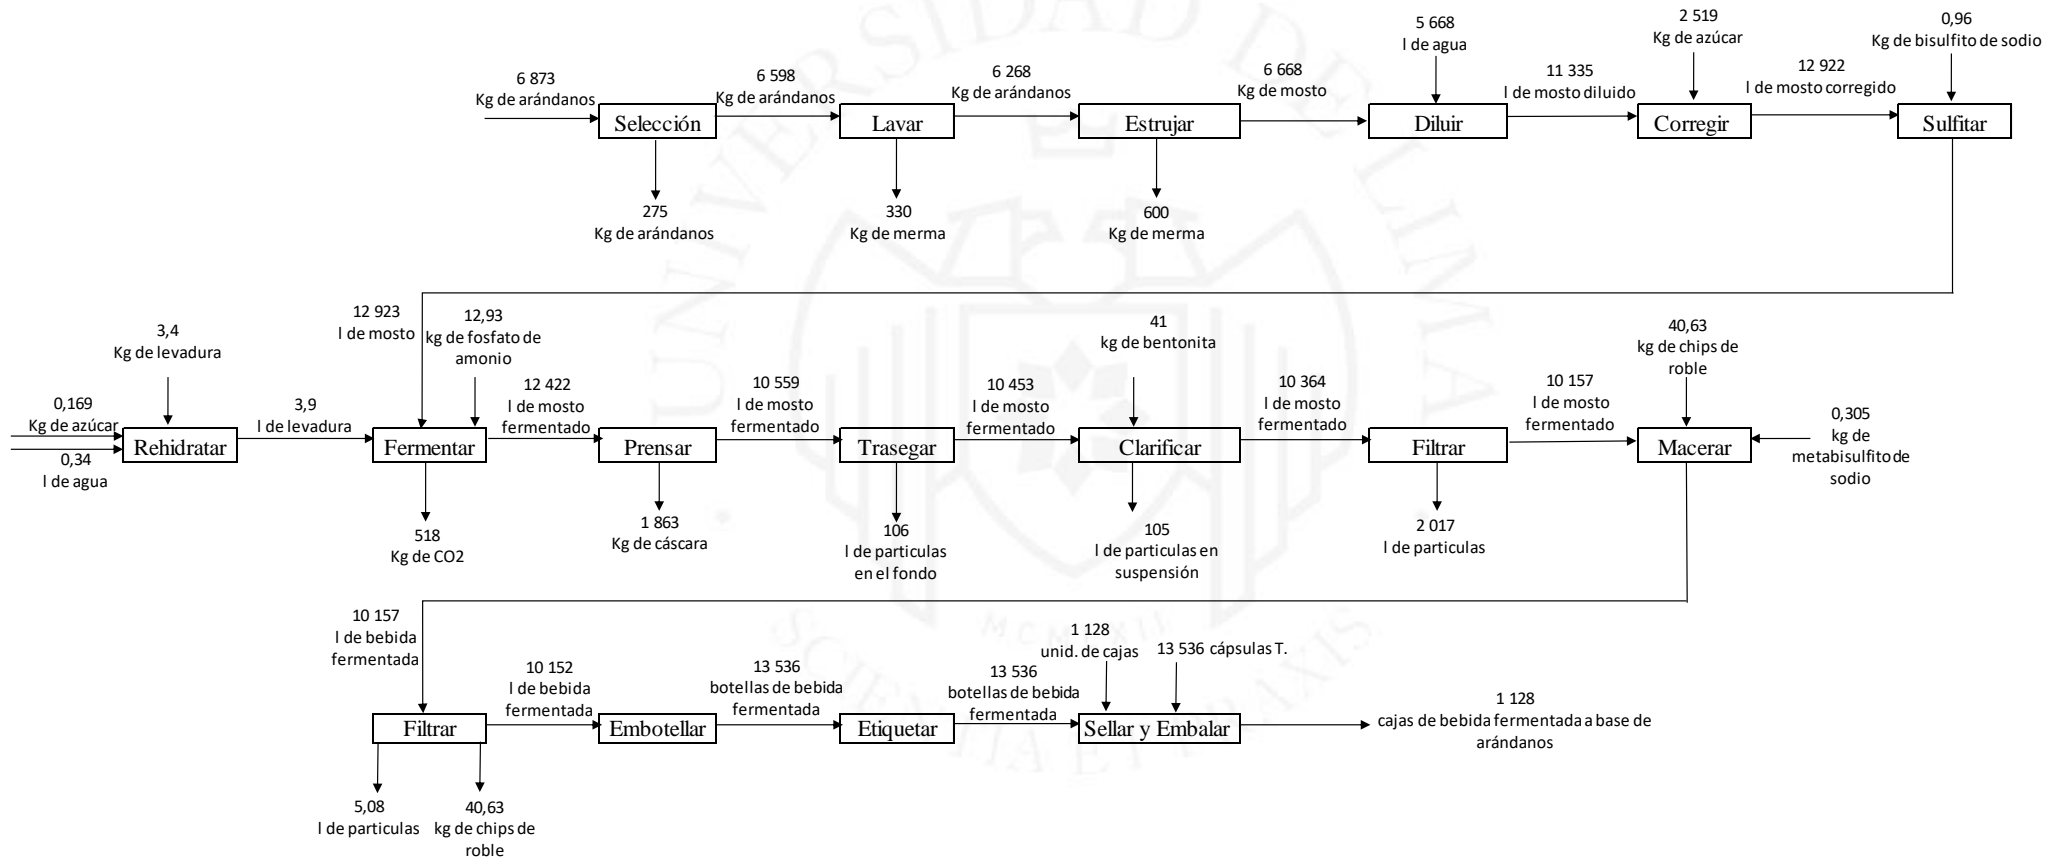 6 873
Kg de arándanos
Selección
275
Kg de arándanos
6 598
Kg de arándanos
Lavar
330
Kg de merma
6 268
Kg de arándanos
Estrujar
600
Kg de merma
6 668
Kg de mosto
5 668
l de agua
Diluir
11 335
l de mosto diluido
2 519
Kg de azúcar
Corregir
12 922
l de mosto corregido
0,96
Kg de bisulfito de sodio
Sulfitar
0,169
Kg de azúcar
0,34
l de agua
3,4
Kg de levadura
Rehidratar
3,9
l de levadura
12 923
l de mosto
12,93
kg de fosfato de
amonio
Fermentar
518
Kg de CO2
12 422
l de mosto
fermentado
Prensar
1 863
Kg de cáscara
10 559
l de mosto
fermentado
Trasegar
106
l de particulas
en el fondo
10 453
l de mosto
fermentado
41
kg de bentonita
Clarificar
105
l de particulas en
suspensión
10 364
l de mosto
fermentado
Filtrar
2 017
l de particulas
10 157
l de mosto
fermentado
40,63
kg de chips de
roble
Macerar
0,305
kg de
metabisulfito de
sodio
10 157
l de bebida
fermentada
Filtrar
5,08
l de particulas
40,63
kg de chips de
roble
10 152
l de bebida
fermentada
Embotellar
13 536
botellas de bebida
fermentada
Etiquetar
13 536
botellas de bebida
fermentada
1 128
unid. de cajas
13 536 cápsulas T.
Sellar y Embalar
1 128
cajas de bebida fermentada a base de
arándanos
UNIVERSIDAD DE LIMA
SCIENTIA ET PRAXIS
MCMLXII